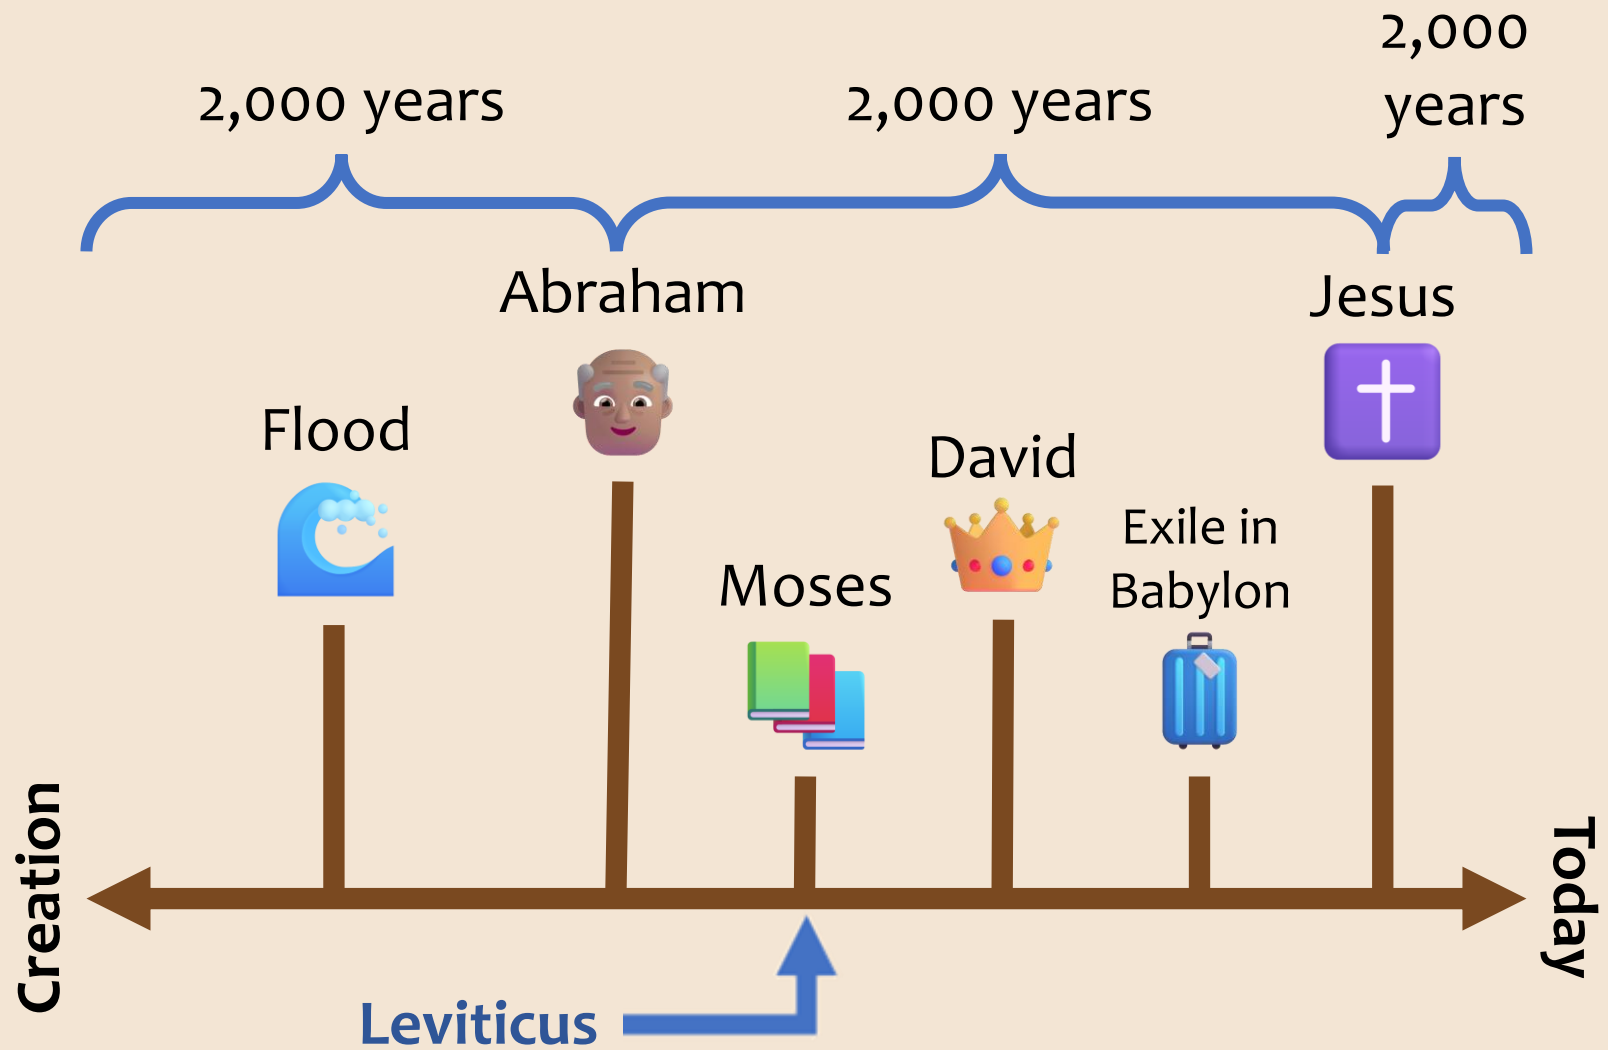 2,000
years
2,000 years
2,000 years
Abraham
Jesus
Flood
David
Exile in
Babylon
Moses
Creation
Today
Leviticus